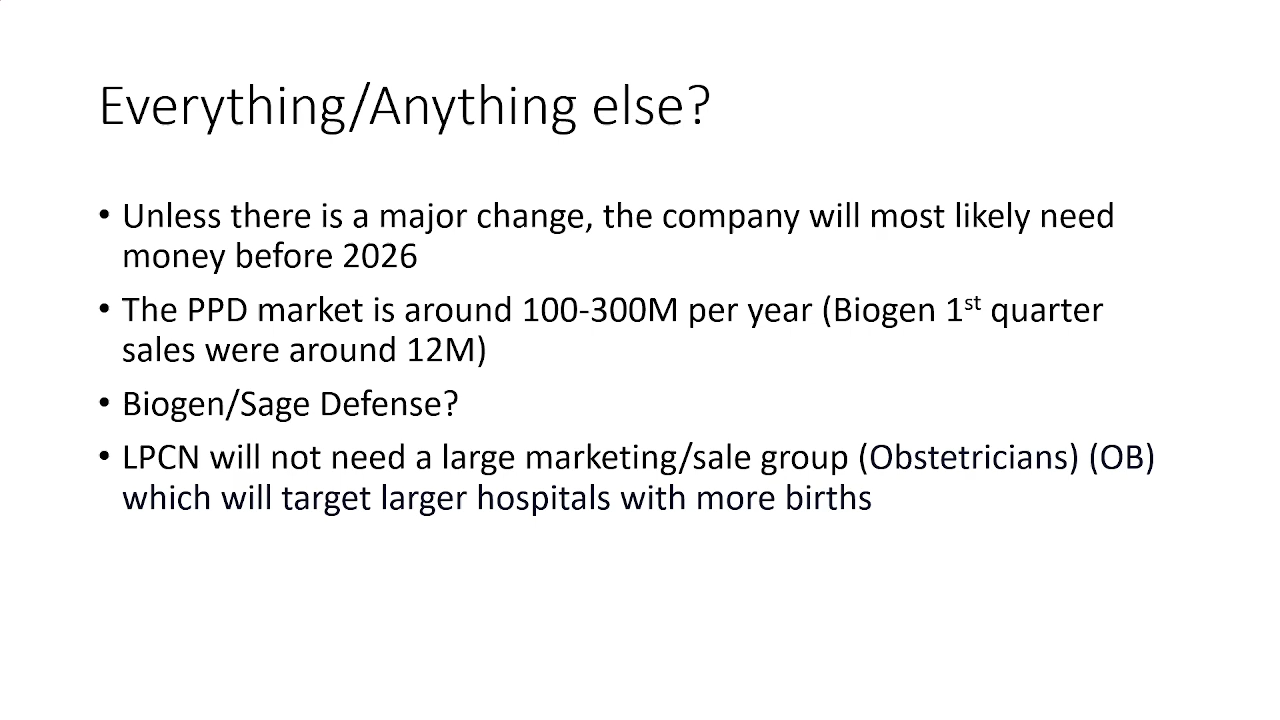 Everything/Anything else?
• Unless there is a major change, the company will most likely need
money before 2026
• The PPD market is around 100-300M per year (Biogen 1st quarter
sales were around 12M)
• Biogen/Sage Defense?
• LPCN will not need a large marketing/sale group (Obstetricians) (OB)
which will target larger hospitals with more births